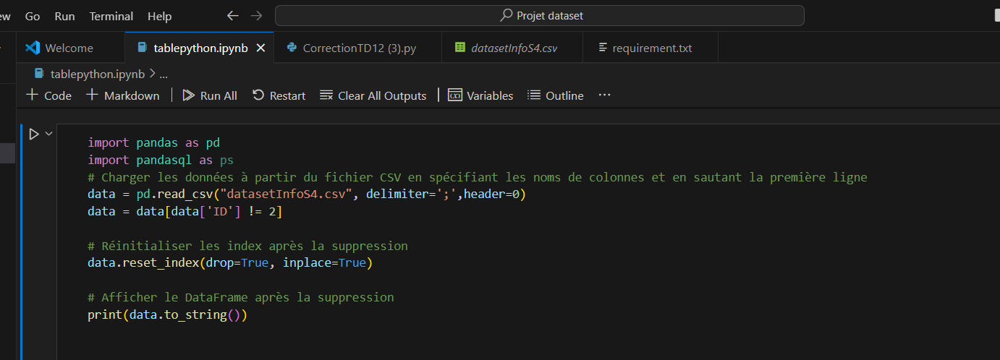 Go Run Terminal Help ← → Projet dataset
Welcome tablepython.ipynb × CorrectionTD12 (3).py datasetInfoS4.csv requirement.txt
tablepython.ipynb > ...
+ Code + Markdown | Run All Restart Clear All Outputs | Variables Outline ...
import pandas as pd
import pandasql as ps
# Charger les données à partir du fichier CSV en spécifiant les noms de colonnes et en sautant la première ligne
data = pd.read_csv("datasetInfoS4.csv", delimiter=';',header=0)
data = data[data['ID'] != 2]
# Réinitialiser les index après la suppression
data.reset_index(drop=True, inplace=True)
# Afficher le DataFrame après la suppression
print(data.to_string())